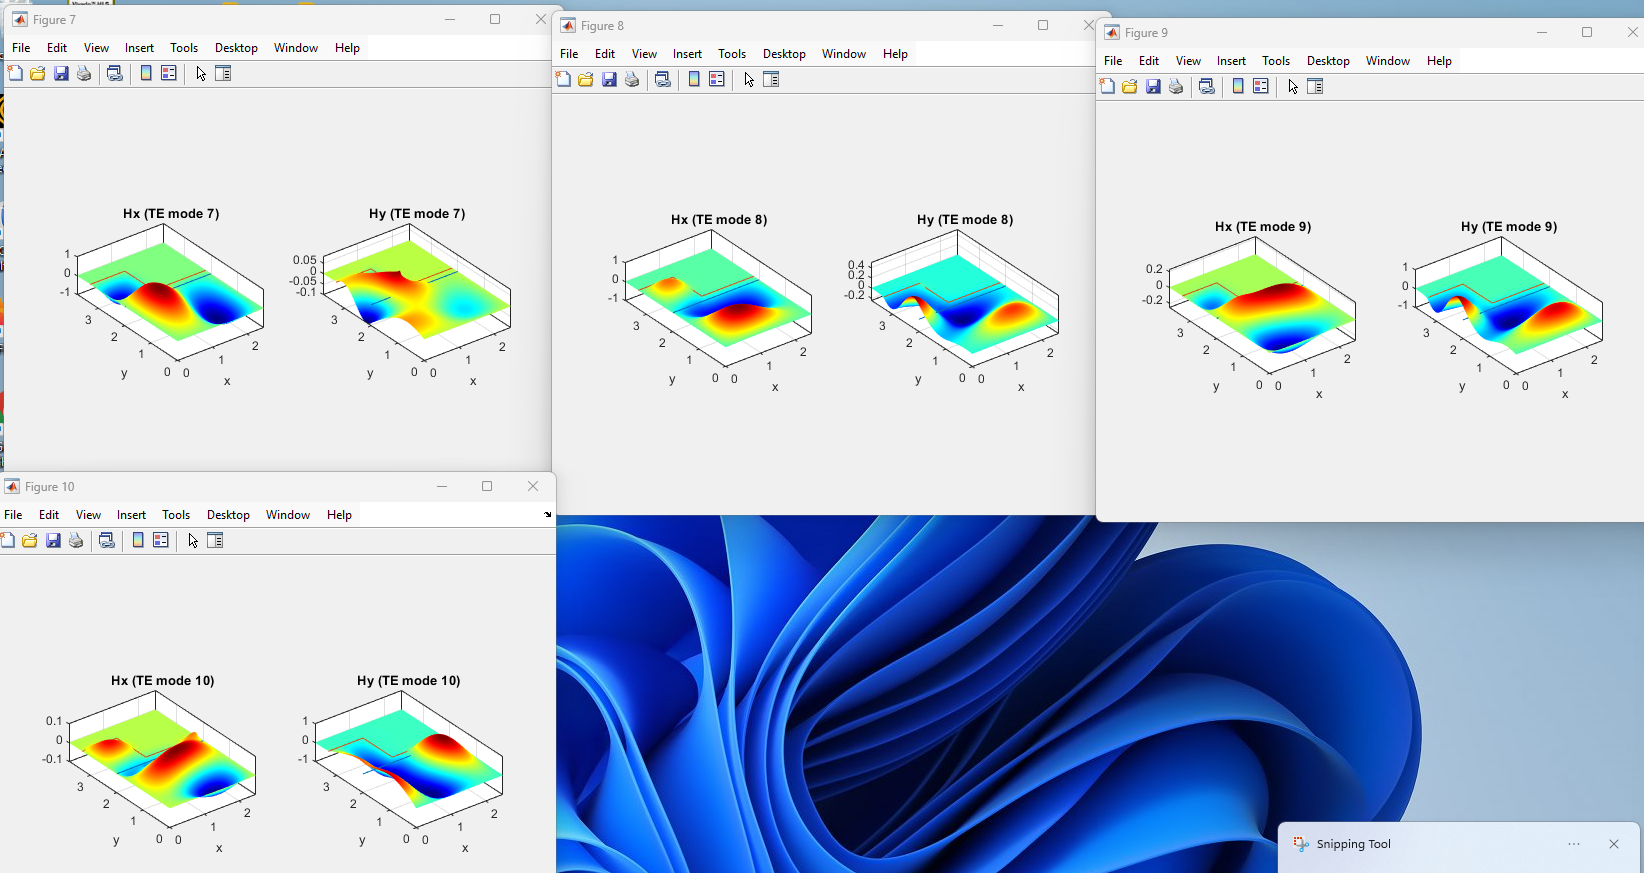 Figure 7
File Edit View Insert Tools Desktop Window Help
Hx (TE mode 7)
1
0
-1
3
2
1
0
y
0
1
2
x
Hy (TE mode 7)
0.05
0
-0.05
-0.1
3
2
1
0
y
0
1
2
x
Figure 8
File Edit View Insert Tools Desktop Window Help
Hx (TE mode 8)
1
0
-1
3
2
1
0
y
0
1
2
x
Hy (TE mode 8)
0.4
0.2
0
-0.2
2
1
0
y
0
1
2
x
Figure 9
File Edit View Insert Tools Desktop Window Help
Hx (TE mode 9)
0.2
0
-0.2
3
2
1
0
y
0
1
2
x
Hy (TE mode 9)
1
0
-1
3
2
1
0
y
0
1
2
x
Figure 10
File Edit View Insert Tools Desktop Window Help
Hx (TE mode 10)
0.1
0
-0.1
3
2
1
0
y
0
1
2
x
Hy (TE mode 10)
1
0
-1
3
2
1
0
y
0
1
2
x
Snipping Tool